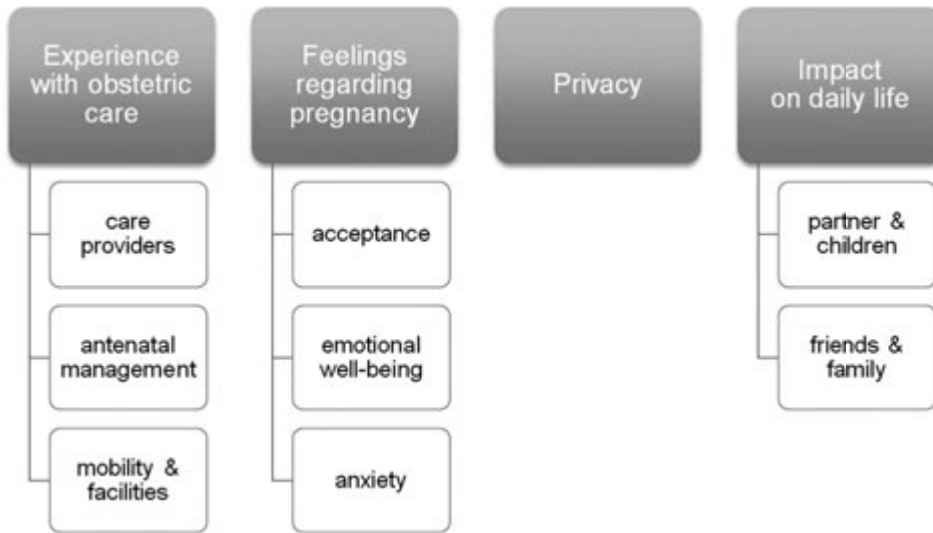 Experience
with obstetric
care
care
providers
antenatal
management
mobility &
facilities
Feelings
regarding
pregnancy
acceptance
emotional
well-being
anxiety
Privacy
Impact
on daily life
partner &
children
friends &
family